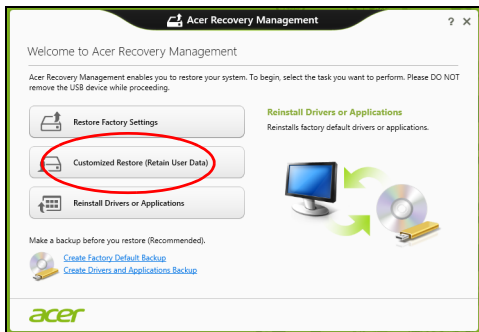 Acer Recovery Management
? X
Welcome to Acer Recovery Management
Acer Recovery Management enables you to restore your system. To begin, select the task you want to perform. Please DO NOT
remove the USB device while proceeding.
Restore Factory Settings
Customized Restore (Retain User Data)
Reinstall Drivers or Applications
Reinstall Drivers or Applications
Reinstalls factory default drivers or applications.
Make a backup before you restore (Recommended).
Create Factory Default Backup
Create Drivers and Applications Backup
acer